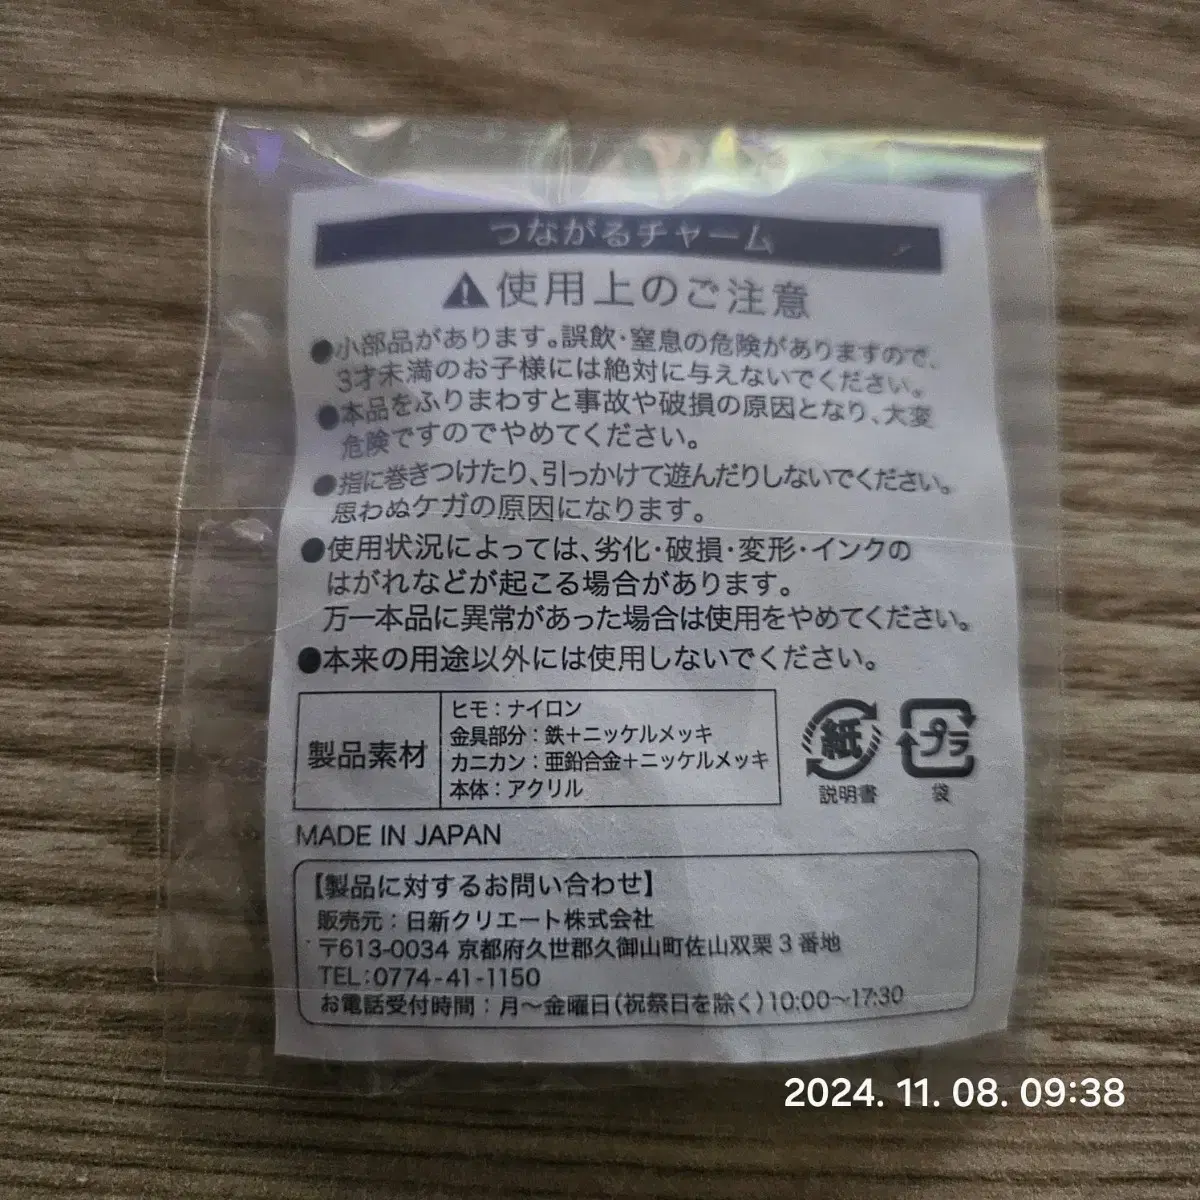 つながるチャーム
使用上のご注意
●小部品があります。誤飲・窒息の危険がありますので、
3才未満のお子様には絶対に与えないでください。
●本品をふりまわすと事故や破損の原因となり、大変
危険ですのでやめてください。
●指に巻きつけたり、引っかけて遊んだりしないでください。
思わぬケガの原因になります。
●使用状況によっては、劣化・破損・変形・インクの
はがれなどが起こる場合があります。
万一本品に異常があった場合は使用をやめてください。
●本来の用途以外には使用しないでください。
製品素材
ヒモ：ナイロン
金具部分：鉄＋ニッケルメッキ
カニカン：亜鉛合金＋ニッケルメッキ
本体：アクリル
紙
説明書
プラ
袋
MADE IN JAPAN
【製品に対するお問い合わせ】
販売元：日新クリエート株式会社
〒613-0034 京都府久世郡久御山町佐山双栗3番地
TEL:0774-41-1150
お電話受付時間：月～金曜日(祝祭日を除く)10:00～17:30
2024. 11. 08. 09:38